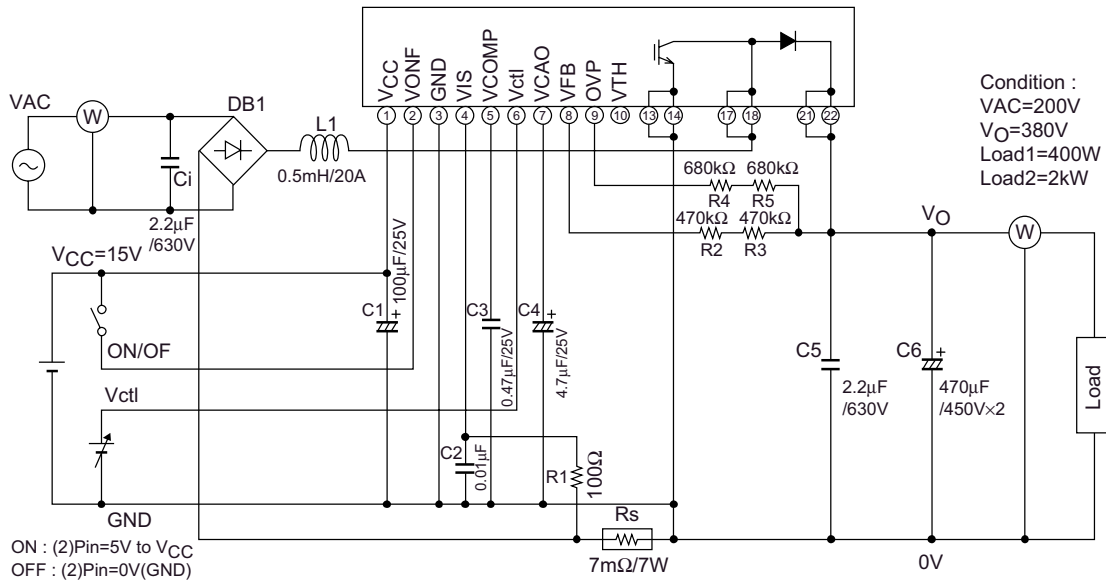 VCC
VONF
GND
VIS
VCOMP
Vctl
VCAO
VFB
OVP
VTH
1
2
3
4
5
6
7
8
9
10
13
14
17
18
21
22
VAC
W
DB1
L1
0.5mH/20A
Ci
2.2μF
/630V
Condition :
VAC=200V
VO=380V
Load1=400W
Load2=2kW
680kΩ
680kΩ
R4
R5
470kΩ
470kΩ
R2
R3
VO
W
VCC=15V
ON/OF
Vctl
GND
C1
+
100μF/25V
C3
0.47μF/25V
C4
+
4.7μF/25V
C2
0.01μF
R1
100Ω
Rs
7mΩ/7W
C5
2.2μF
/630V
C6
+
470μF
/450V×2
Load
0V
ON : (2)Pin=5V to VCC
OFF : (2)Pin=0V(GND)